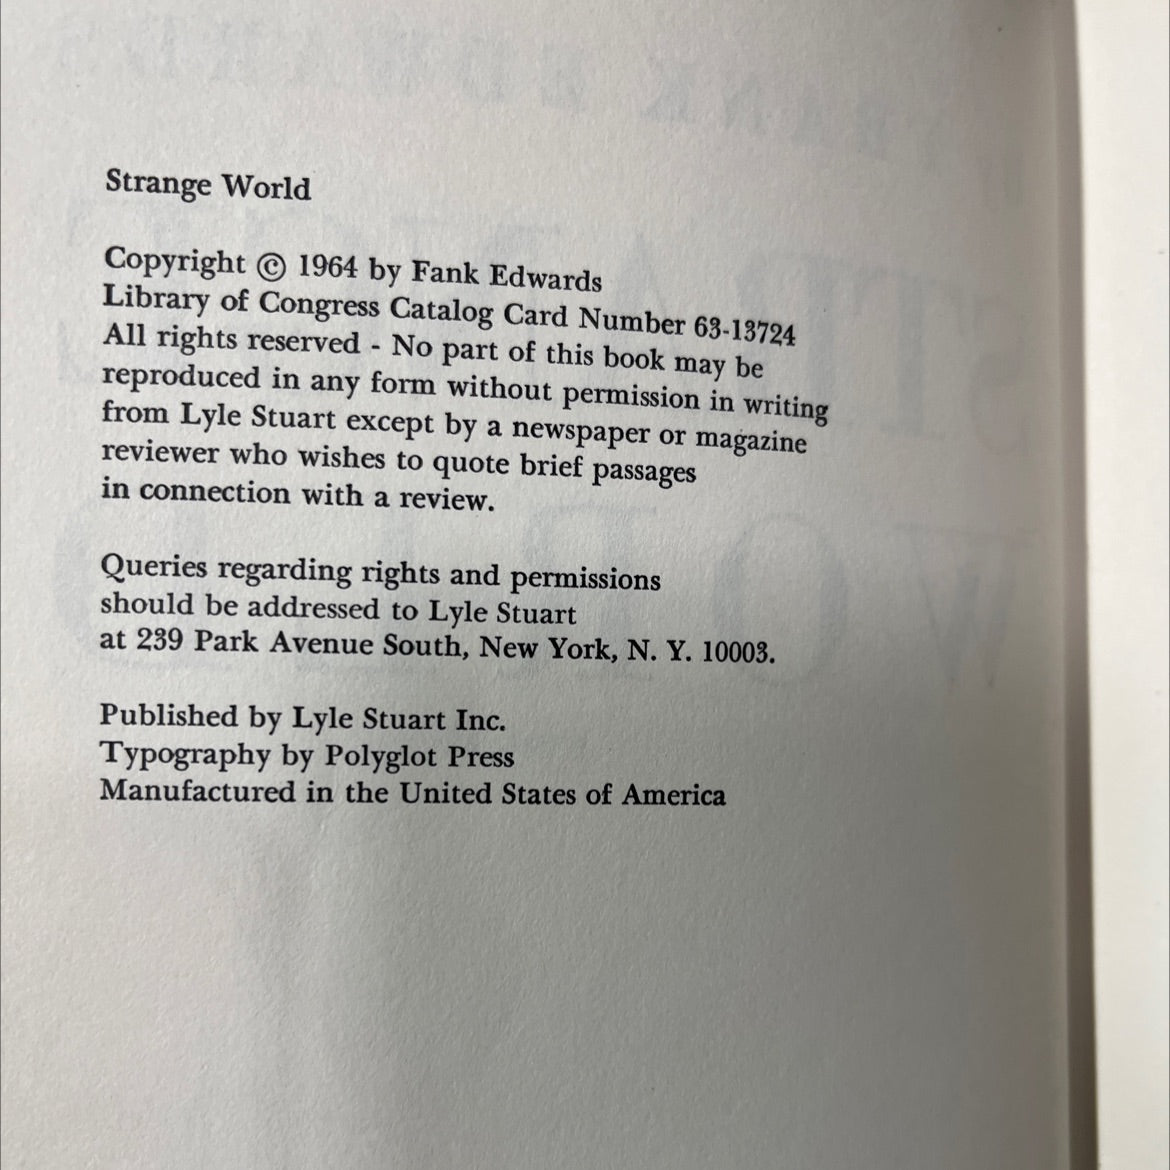 Strange World
Copyright © 1964 by Fank Edwards
Library of Congress Catalog Card Number 63-13724
All rights reserved - No part of this book may be
reproduced in any form without permission in writing
from Lyle Stuart except by a newspaper or magazine
reviewer who wishes to quote brief passages
in connection with a review.
Queries regarding rights and permissions
should be addressed to Lyle Stuart
at 239 Park Avenue South, New York, N. Y. 10003.
Published by Lyle Stuart Inc.
Typography by Polyglot Press
Manufactured in the United States of America